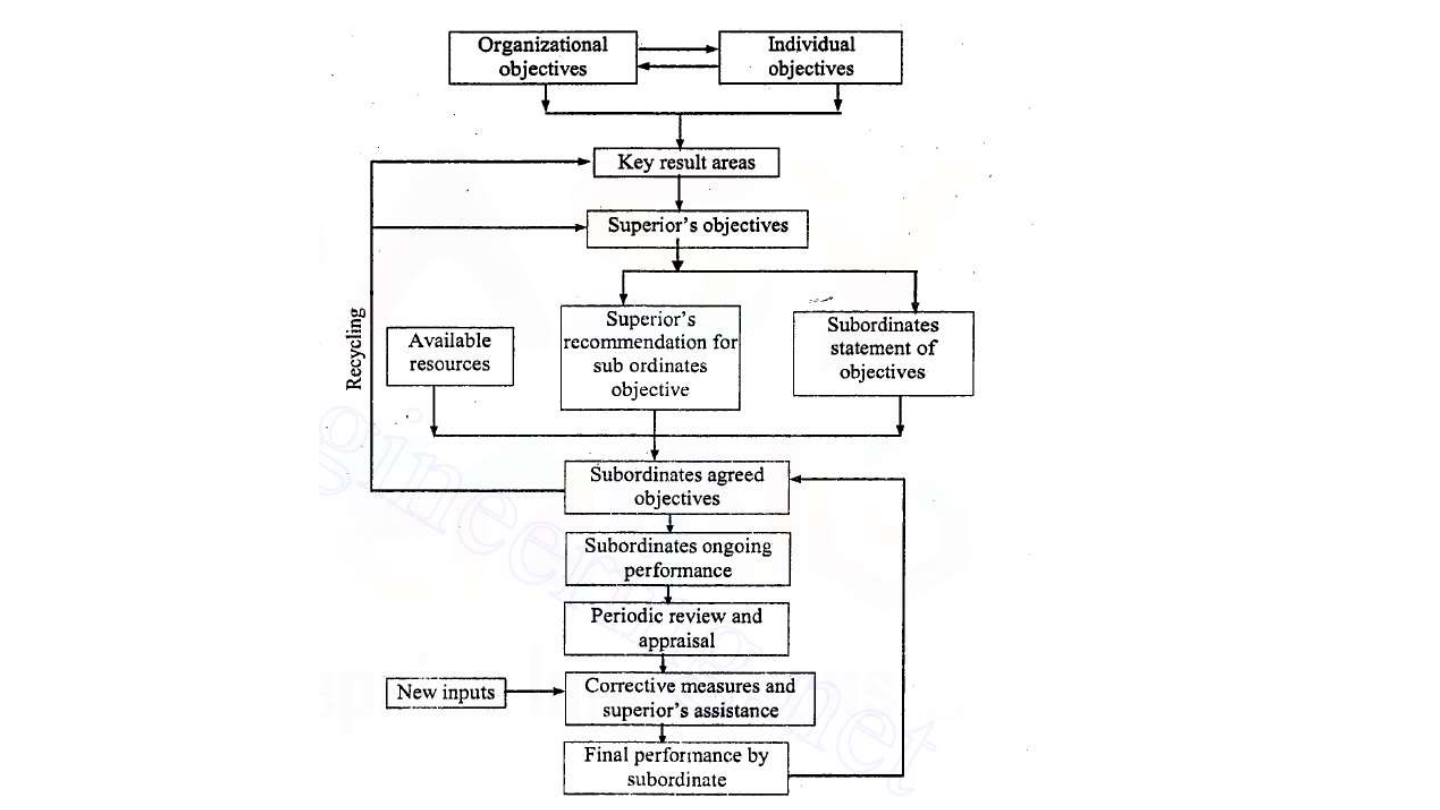 Organizational
objectives
Individual
objectives
Key result areas
Superior's objectives
Recycling
Available
resources
Superior's
recommendation for
sub ordinates
objective
Subordinates
statement of
objectives
Subordinates agreed
objectives
Subordinates ongoing
performance
Periodic review and
appraisal
New inputs
Corrective measures and
superior's assistance
Final performance by
subordinate